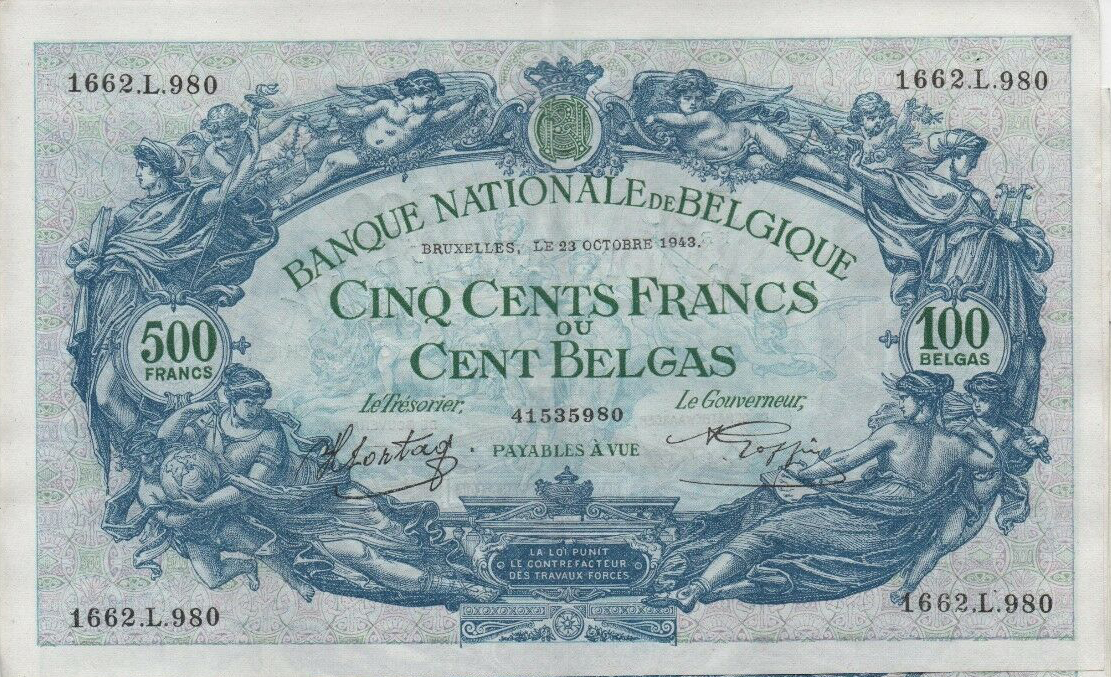 1662.L.980
1662.L.980
BANQUE NATIONALE DE BELGIQUE
BRUXELLES, LE 23 OCTOBRE 1943.
CINQ CENTS FRANCS
OU
CENT BELGAS
500
FRANCS
100
BELGAS
Le Trésorier,
41535980
Le Gouverneur,
PAYABLES À VUE
LA LOI PUNIT
LE CONTREFACTEUR
DES TRAVAUX FORCÉS
1662.L.980
1662.L.980